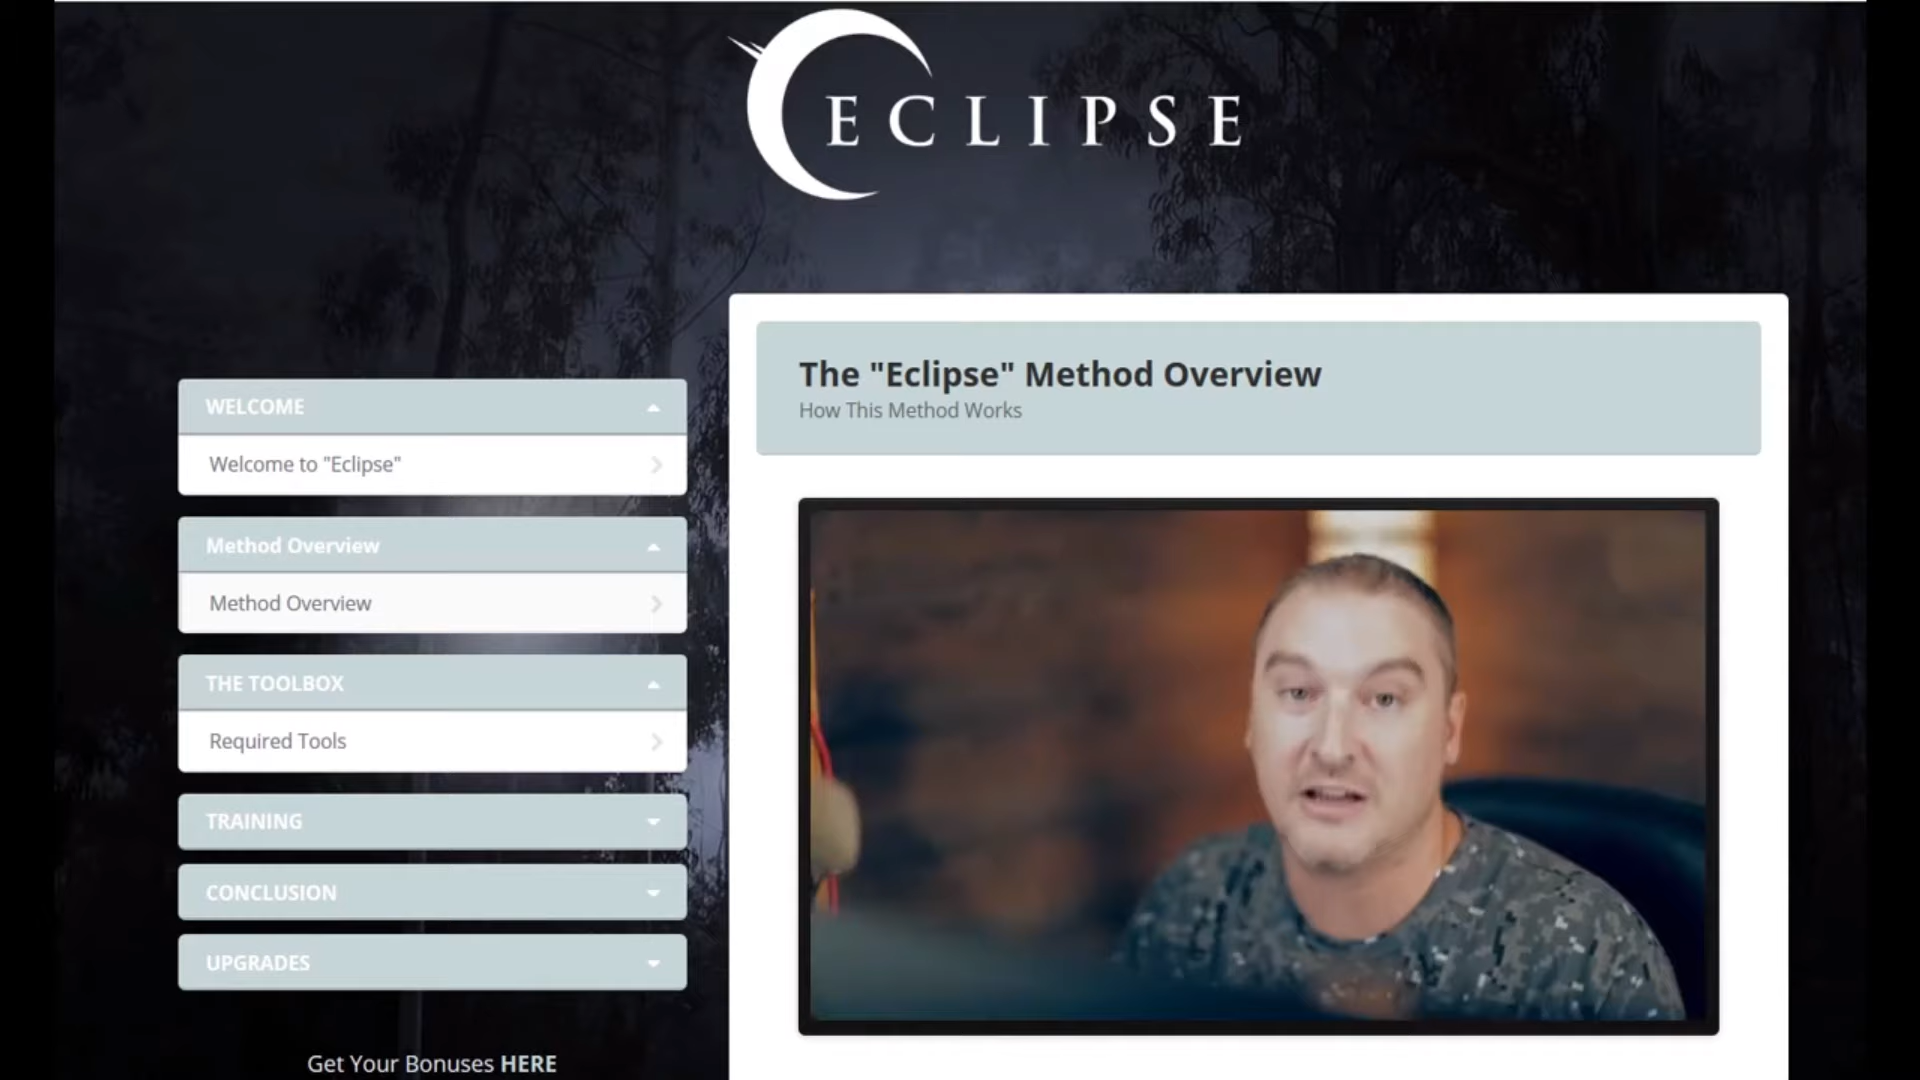 ECLIPSE
WELCOME
Welcome to "Eclipse"
Method Overview
Method Overview
THE TOOLBOX
Required Tools
TRAINING
CONCLUSION
UPGRADES
Get Your Bonuses HERE
The "Eclipse" Method Overview
How This Method Works